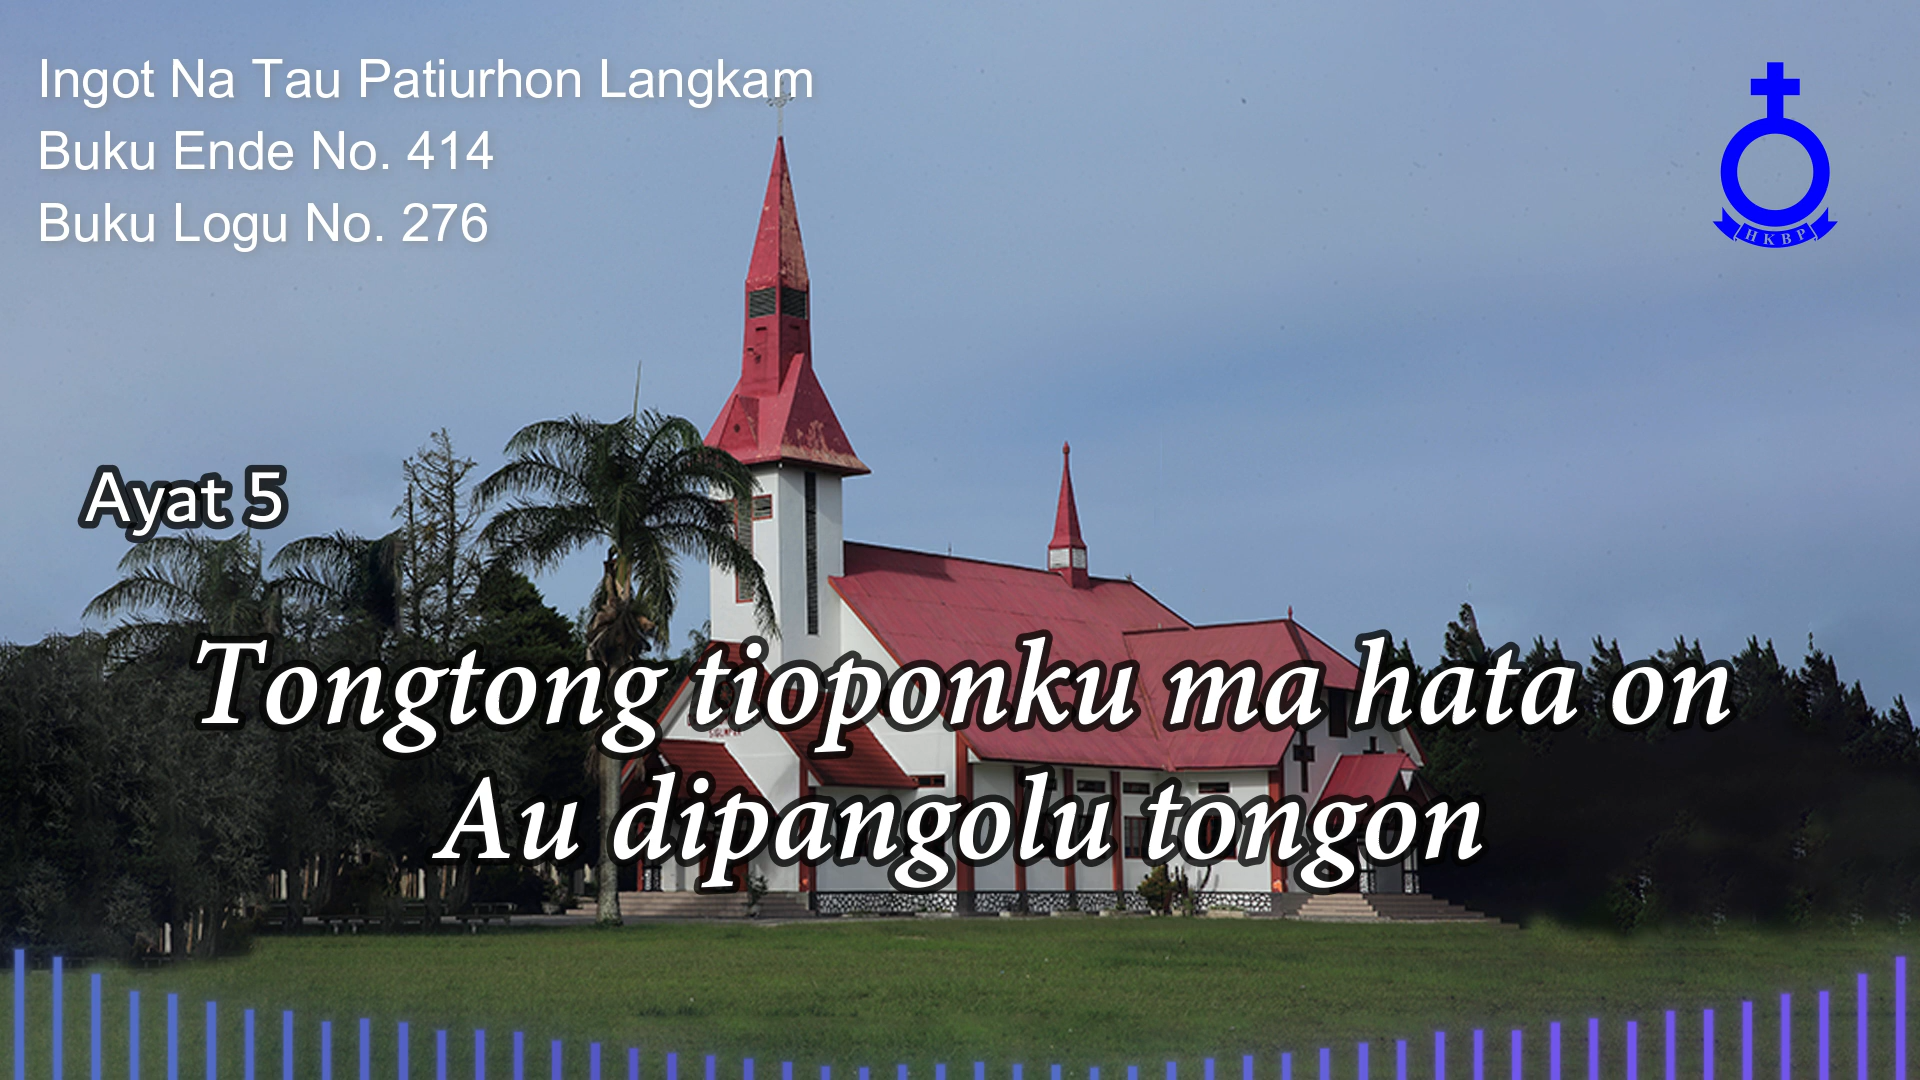 Ingot Na Tau Patiurhon Langkam
Buku Ende No. 414
Buku Logu No. 276
HKBP
Ayat 5
Tongtong tioponku ma hata on
Au dipangolu tongon